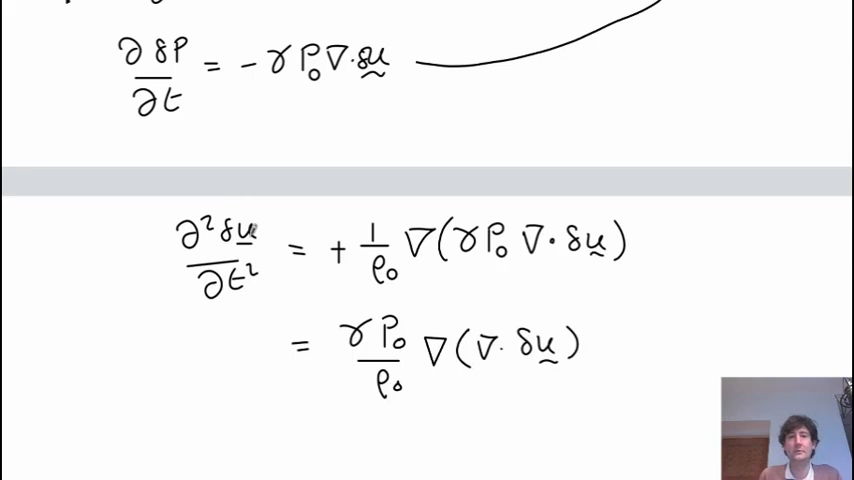 ∂δP/∂t = - γP₀∇·δu
∂²δu/∂t² = + 1/ρ₀ ∇(γP₀ ∇·δu)
= γP₀/ρ₀ ∇(∇·δu)